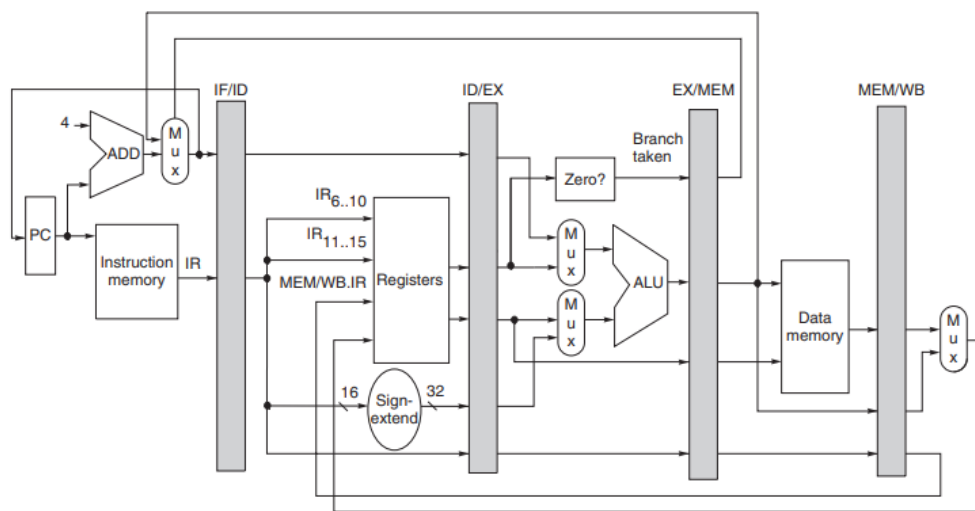 IF/ID
ID/EX
EX/MEM
MEM/WB
4
ADD
M
u
x
Branch
taken
Zero?
PC
Instruction
memory
IR
IR6..10
IR11..15
MEM/WB.IR
Registers
M
u
x
M
u
x
ALU
Data
memory
M
u
x
16
Sign-
extend
32